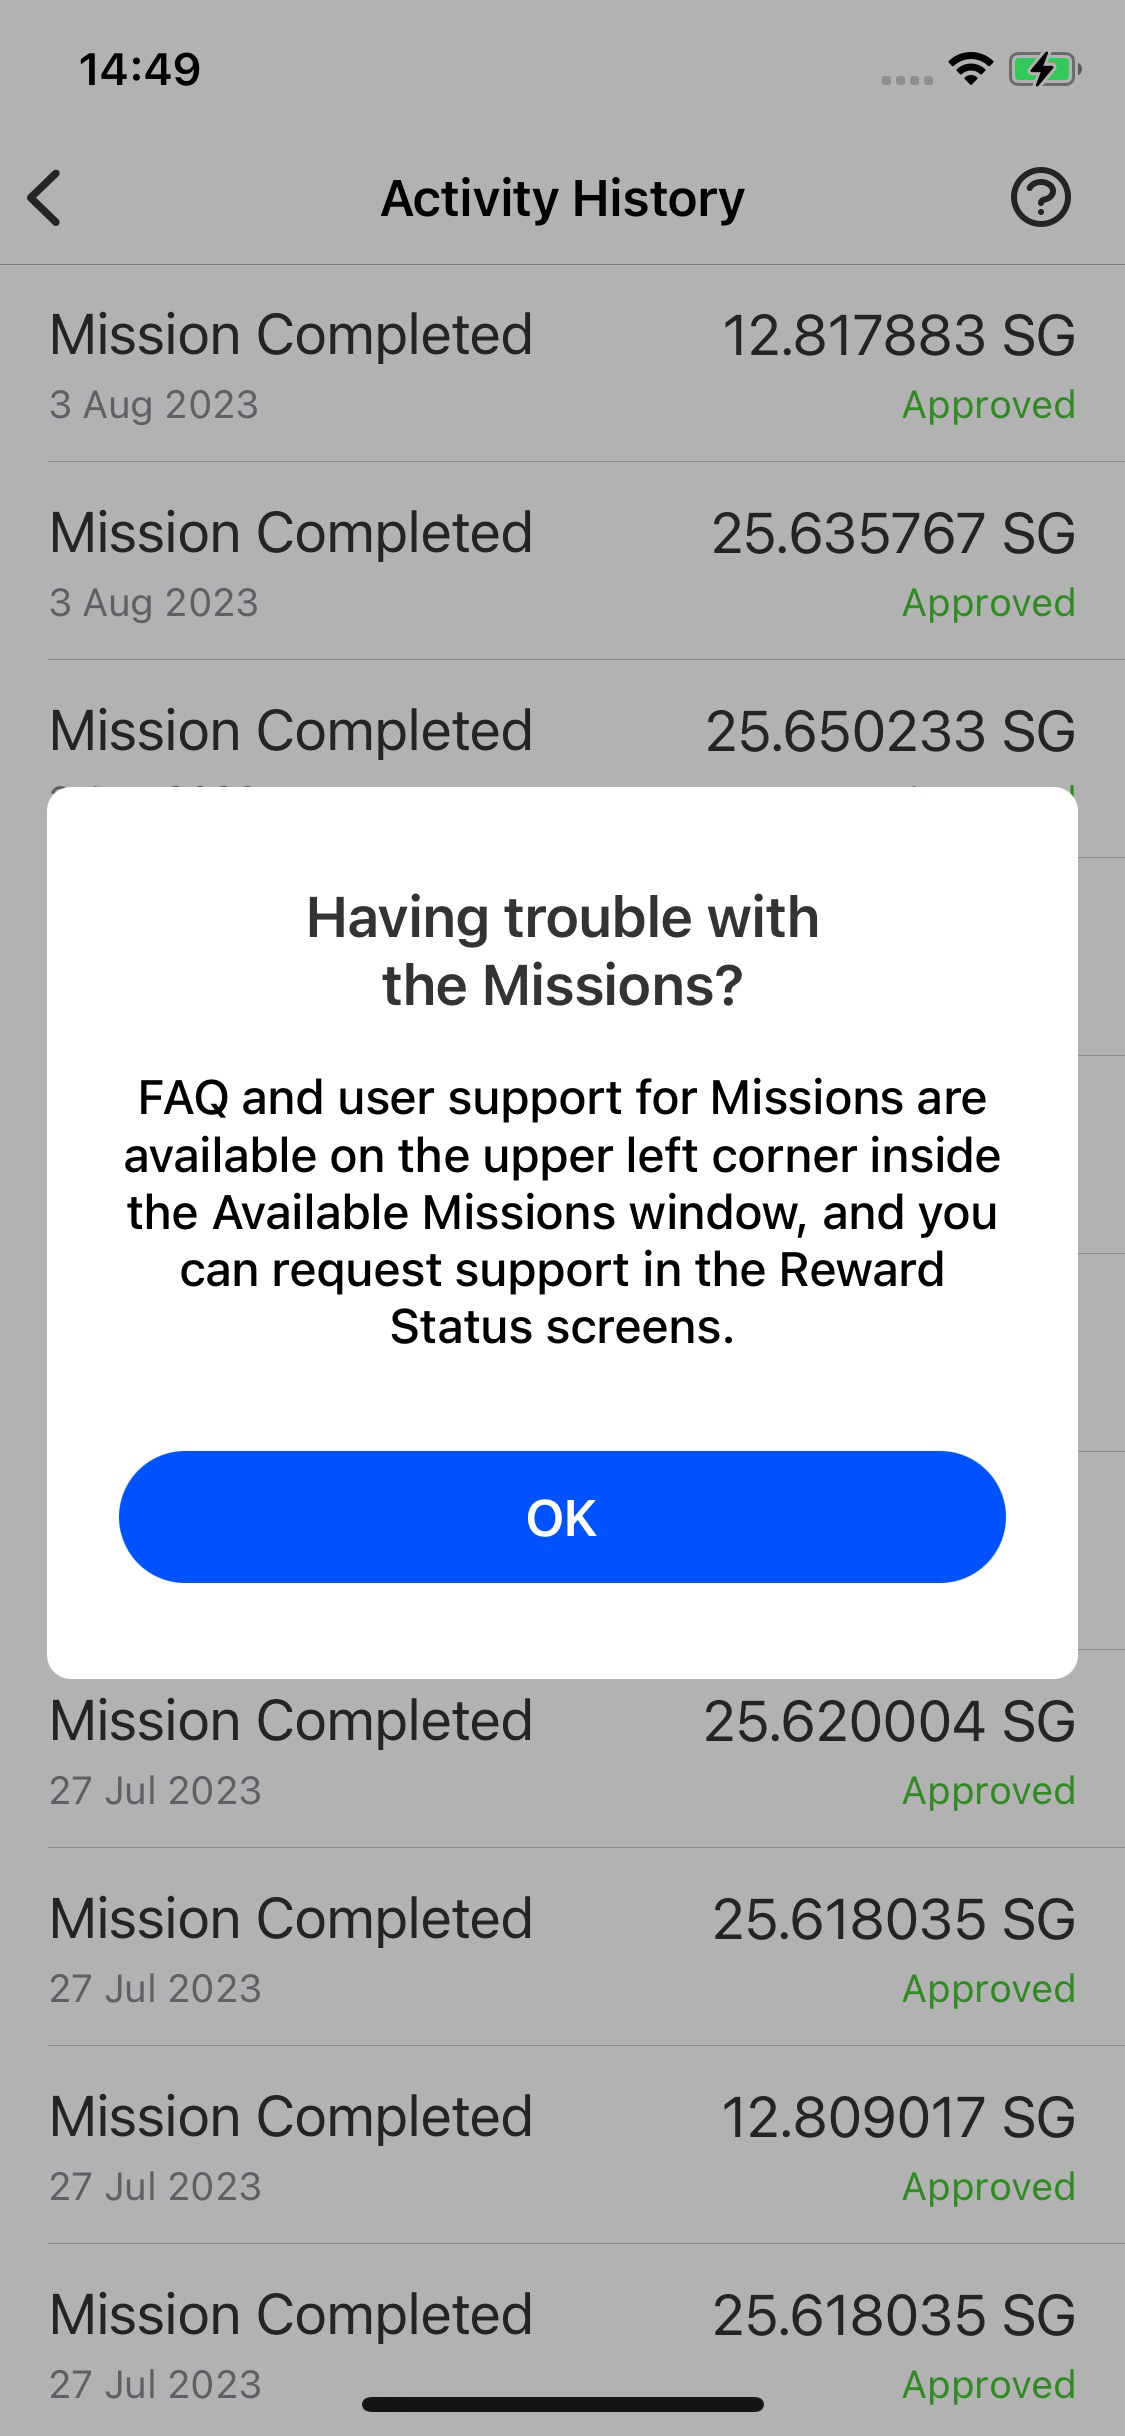 14:49
Activity History
Mission Completed 12.817883 SG
3 Aug 2023 Approved
Mission Completed 25.635767 SG
3 Aug 2023 Approved
Mission Completed 25.650233 SG
Having trouble with
the Missions?
FAQ and user support for Missions are
available on the upper left corner inside
the Available Missions window, and you
can request support in the Reward
Status screens.
OK
Mission Completed 25.620004 SG
27 Jul 2023 Approved
Mission Completed 25.618035 SG
27 Jul 2023 Approved
Mission Completed 12.809017 SG
27 Jul 2023 Approved
Mission Completed 25.618035 SG
27 Jul 2023 Approved